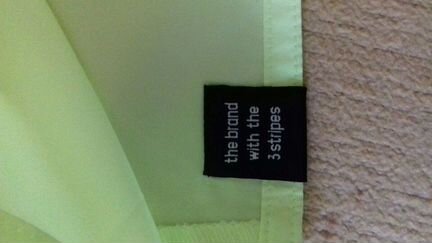 the brand
with the
3 stripes